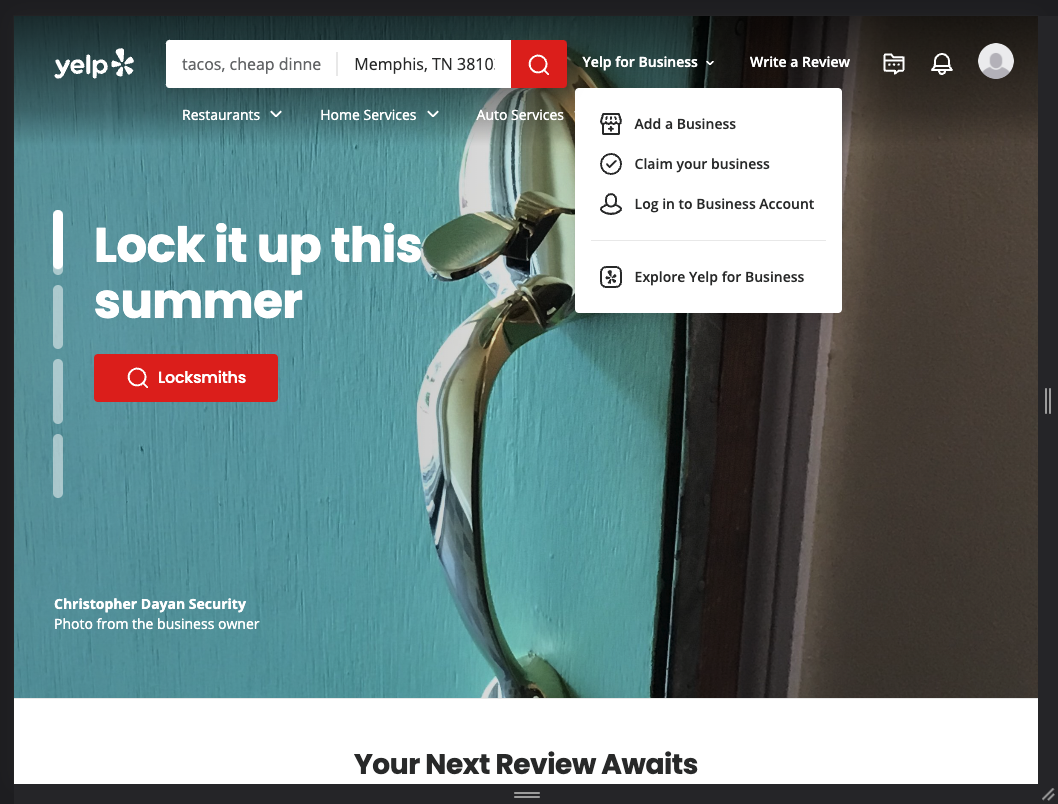 yelp
tacos, cheap dinne
Memphis, TN 3810
Yelp for Business
Write a Review
Restaurants
Home Services
Auto Services
Add a Business
Claim your business
Log in to Business Account
Explore Yelp for Business
Lock it up this
summer
Locksmiths
Christopher Dayan Security
Photo from the business owner
Your Next Review Awaits